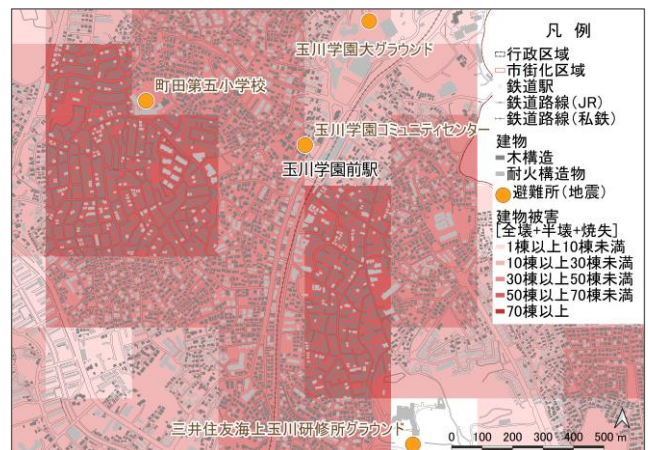 玉川学園大グラウンド
町田第五小学校
玉川学園コミュニティセンター
玉川学園前駅
三井住友海上玉川研修所グラウンド
凡 例
行政区域
市街化区域
鉄道駅
鉄道路線(JR)
鉄道路線(私鉄)
建物
木構造
耐火構造物
避難所(地震)
建物被害
[全壊+半壊+焼失]
1棟以上10棟未満
10棟以上30棟未満
30棟以上50棟未満
50棟以上70棟未満
70棟以上
0 100 200 300 400 500 m